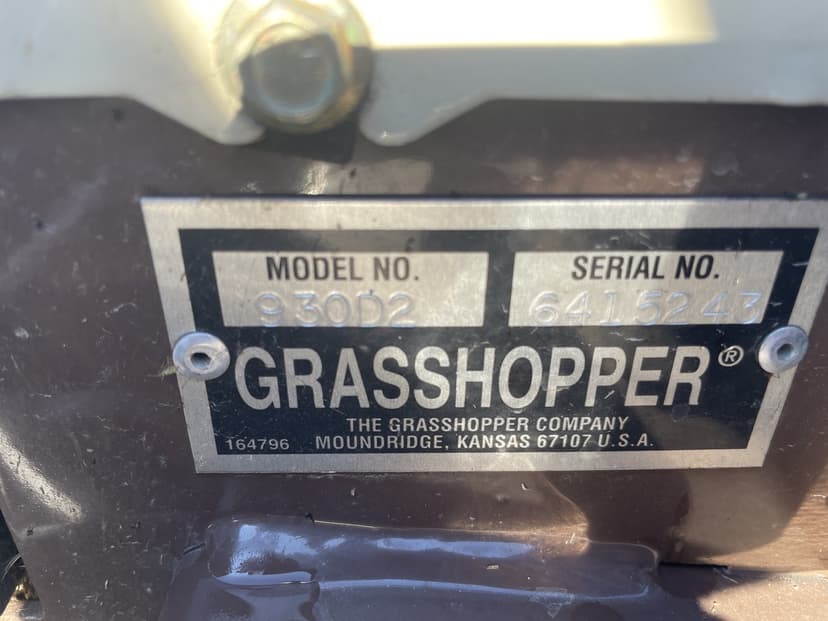 MODEL NO. SERIAL NO.
930D2 6415243
GRASSHOPPER®
THE GRASSHOPPER COMPANY
164796 MOUNDRIDGE, KANSAS 67107 U.S.A.